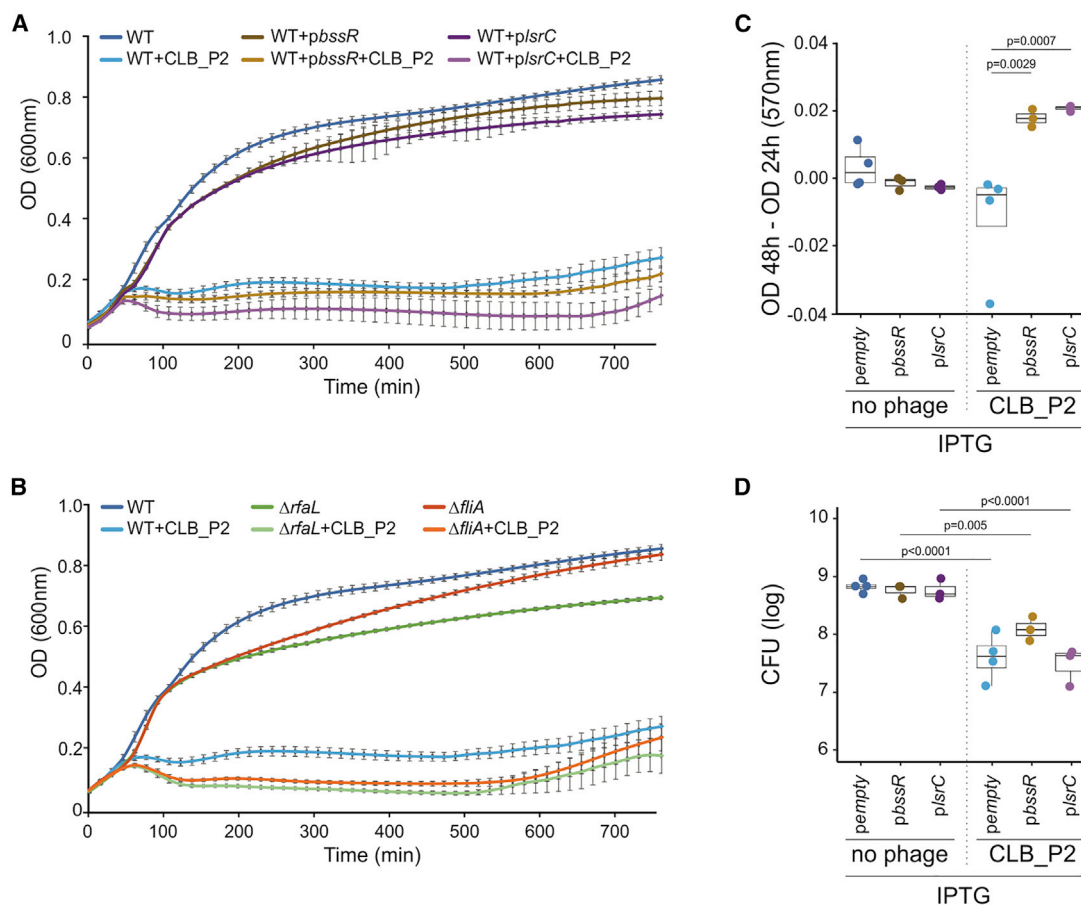 A
WT WT+pbssR WT+plsrC
WT+CLB_P2 WT+pbssR+CLB_P2 WT+plsrC+CLB_P2
OD (600nm)
1.0
0.8
0.6
0.4
0.2
0
0 100 200 300 400 500 600 700
Time (min)
B
WT ΔrfaL ΔfliA
WT+CLB_P2 ΔrfaL+CLB_P2 ΔfliA+CLB_P2
OD (600nm)
1.0
0.8
0.6
0.4
0.2
0
0 100 200 300 400 500 600 700
Time (min)
C
p=0.0007
p=0.0029
OD 48h - OD 24h (570nm)
0.04
0.02
0.00
-0.02
-0.04
pempty pbssR plsrC pempty pbssR plsrC
no phage CLB_P2
IPTG
D
p<0.0001
p=0.005
p<0.0001
CFU (log)
10
9
8
7
6
pempty pbssR plsrC pempty pbssR plsrC
no phage CLB_P2
IPTG